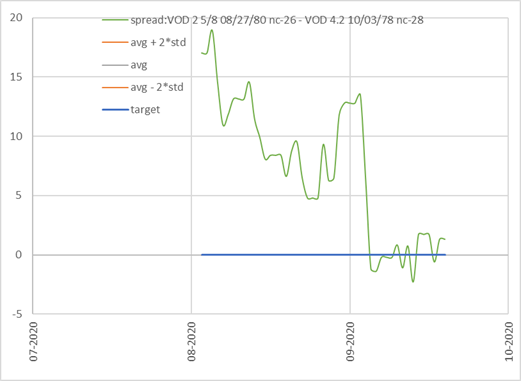 20
15
10
5
0
-5
spread:VOD 2 5/8 08/27/80 nc-26 - VOD 4.2 10/03/78 nc-28
avg + 2*std
avg
avg - 2*std
target
07-2020
08-2020
09-2020
10-2020